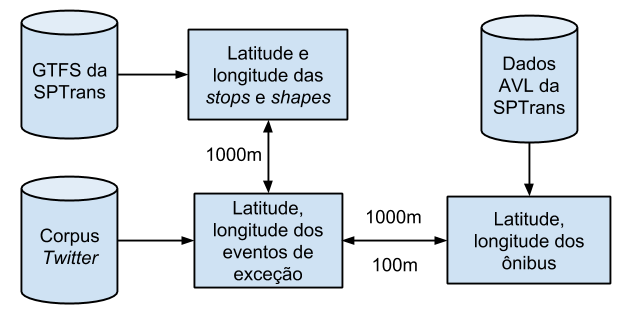 GTFS da
SPTrans
Latitude e
longitude das
stops e shapes
Dados
AVL da
SPTrans
1000m
Corpus
Twitter
Latitude,
longitude dos
eventos de
exceção
1000m
100m
Latitude,
longitude dos
ônibus